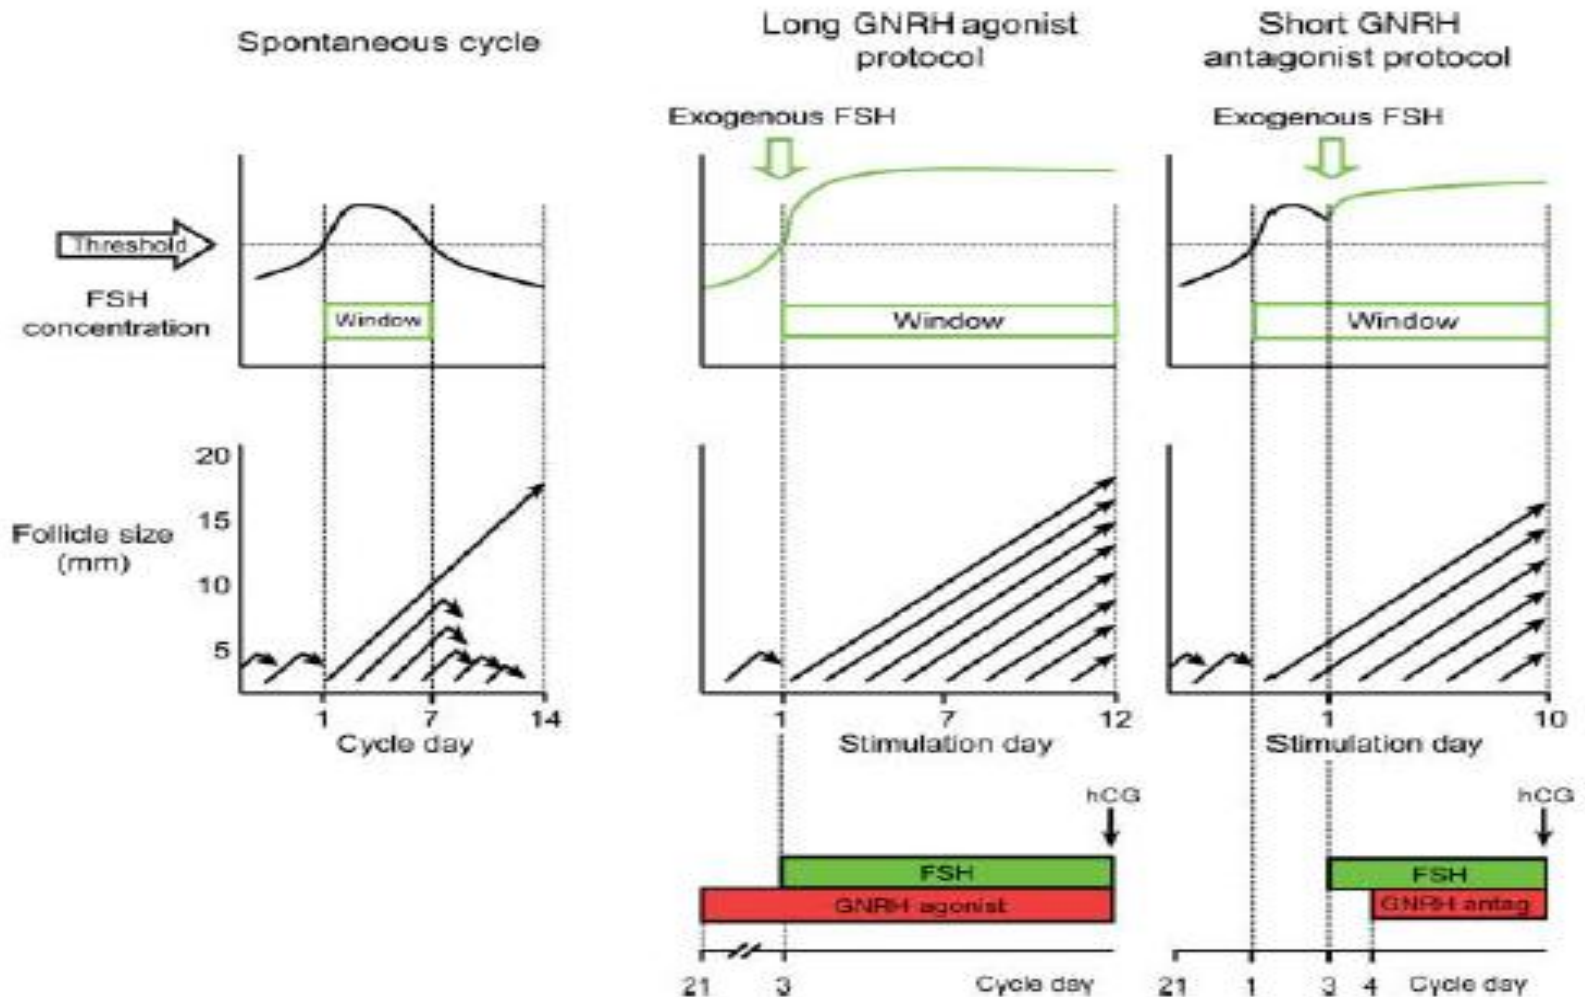 Spontaneous cycle
Long GNRH agonist
protocol
Short GNRH
antagonist protocol
Exogenous FSH
Exogenous FSH
Threshold
FSH
concentration
Window
Window
Window
20
15
10
5
Follicle size
(mm)
1 7 14
Cycle day
1 7 12
Stimulation day
1 10
Stimulation day
hCG
hCG
FSH
GNRH agonist
FSH
GNRH antag
21 3 Cycle day
21 1 3 4 Cycle day